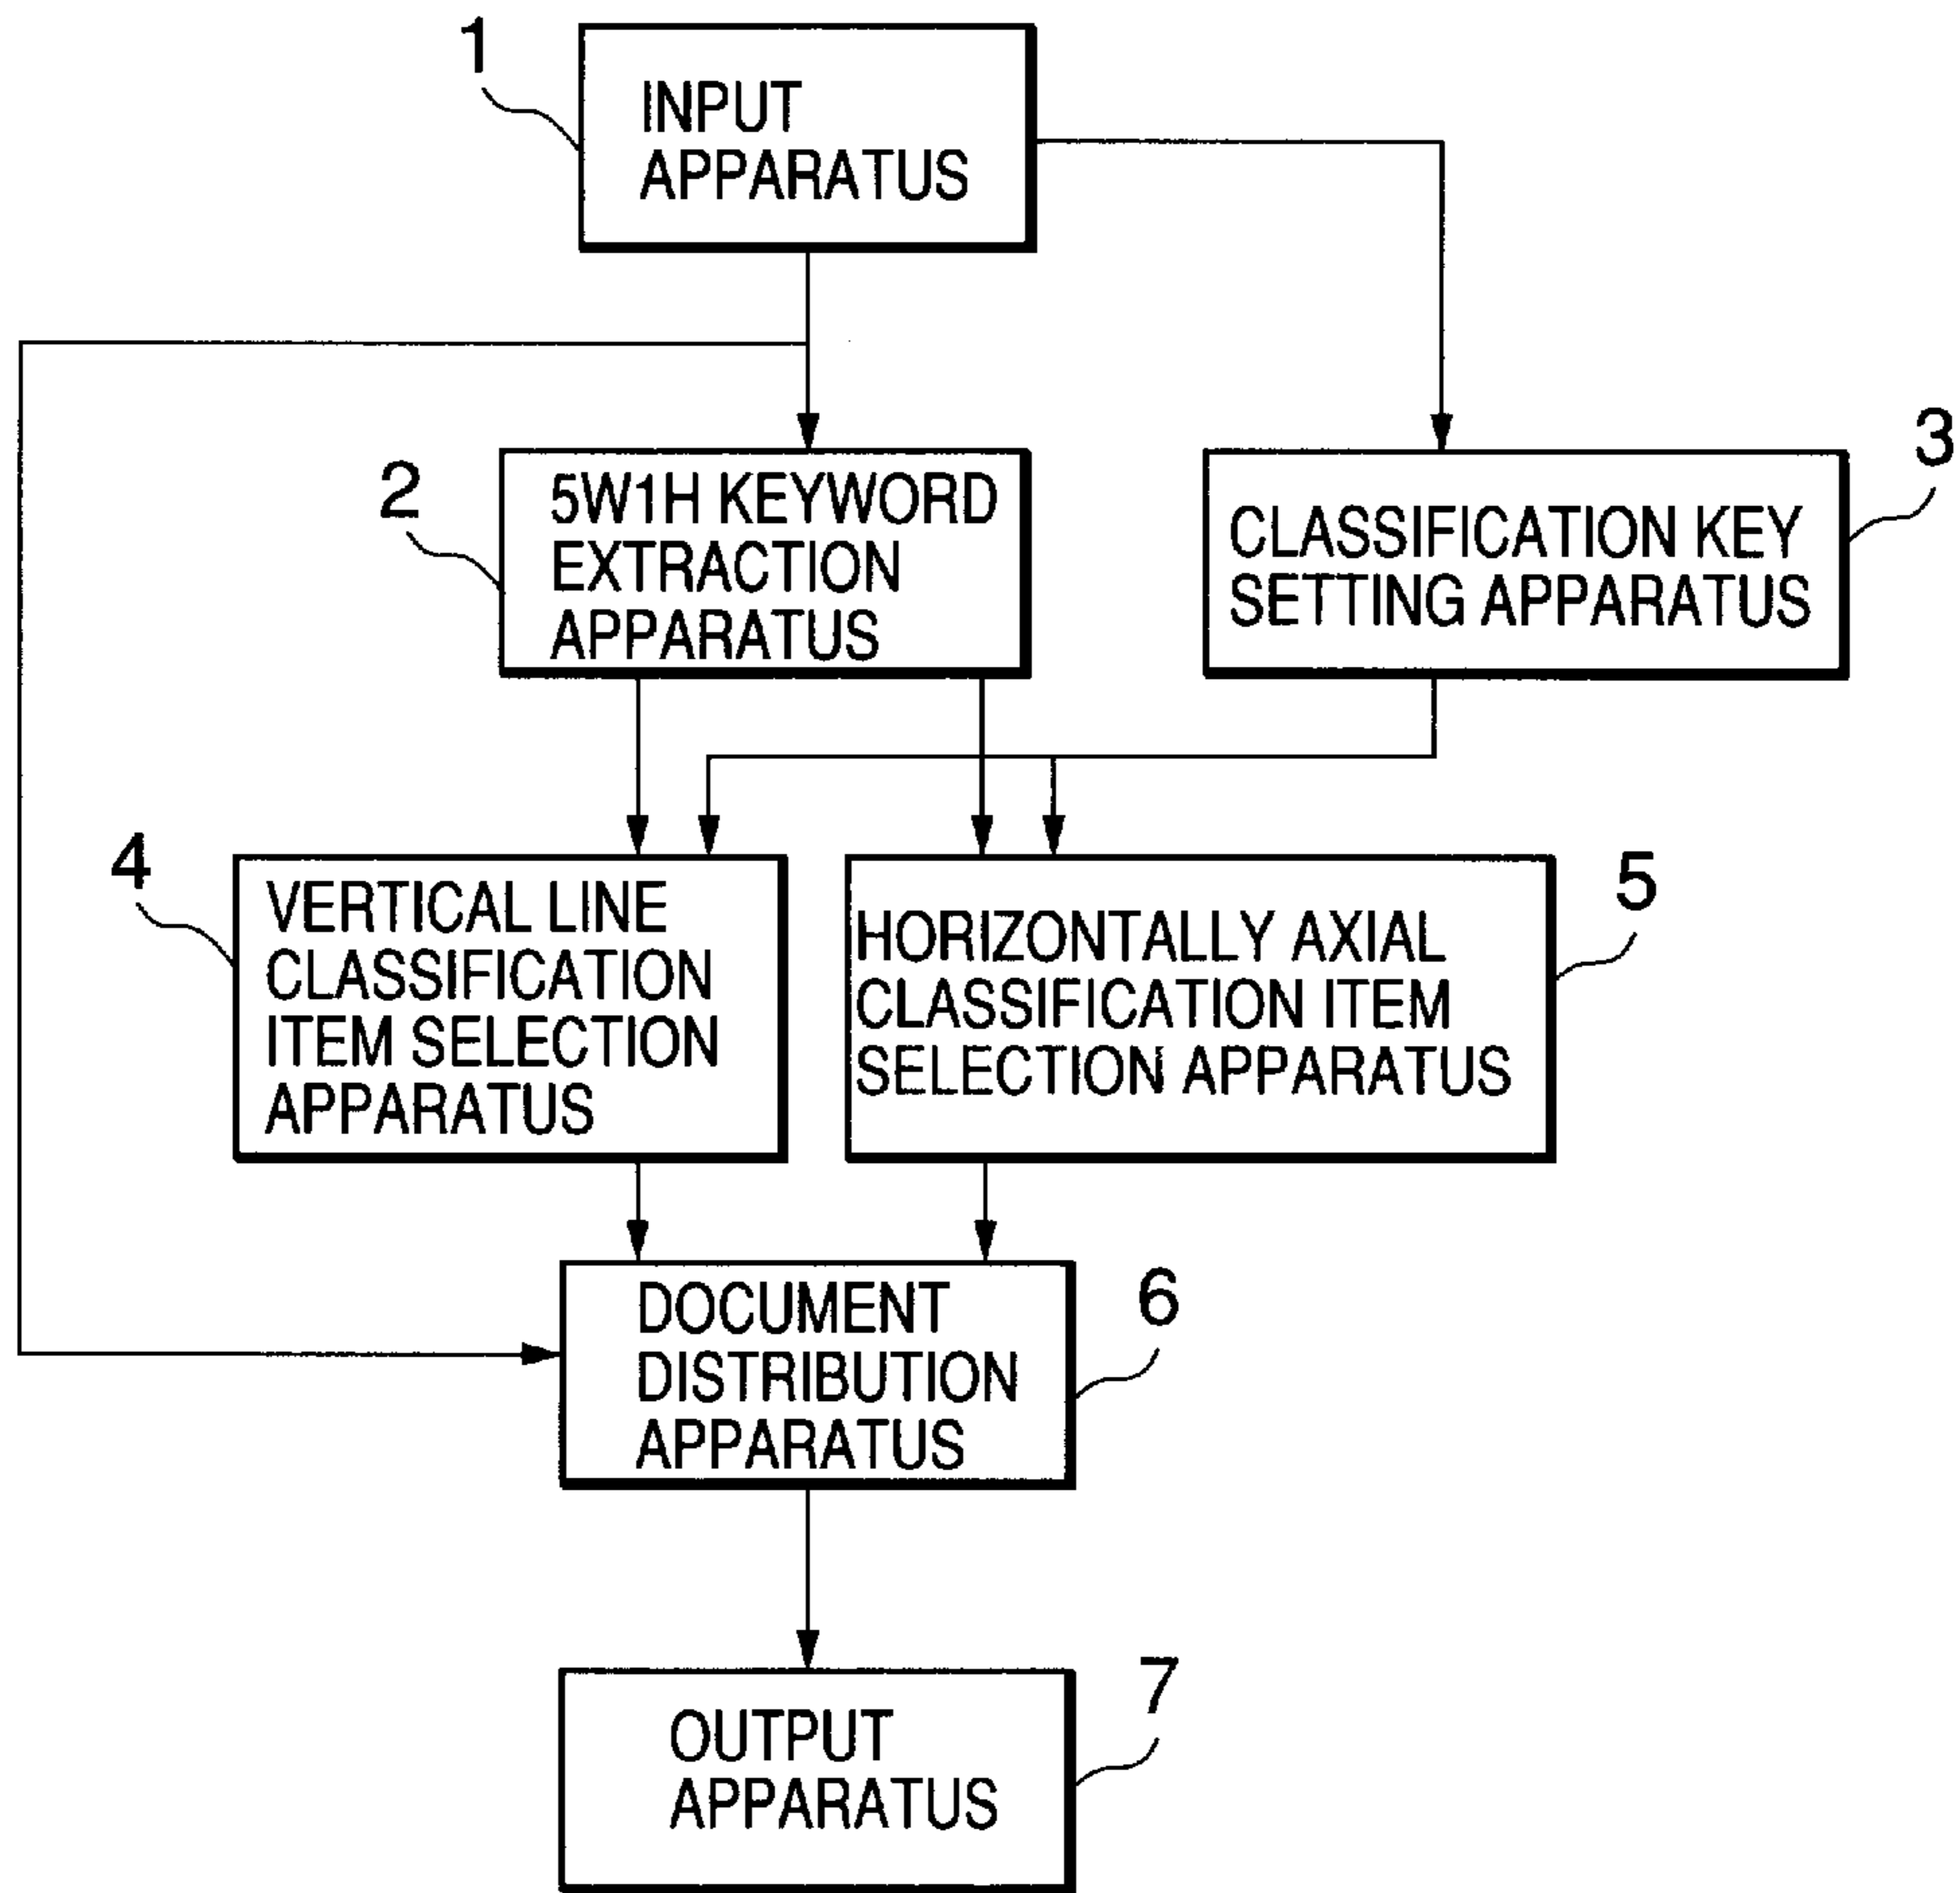 1
INPUT
APPARATUS
2
5W1H KEYWORD
EXTRACTION
APPARATUS
3
CLASSIFICATION KEY
SETTING APPARATUS
4
VERTICAL LINE
CLASSIFICATION
ITEM SELECTION
APPARATUS
5
HORIZONTALLY AXIAL
CLASSIFICATION ITEM
SELECTION APPARATUS
6
DOCUMENT
DISTRIBUTION
APPARATUS
7
OUTPUT
APPARATUS